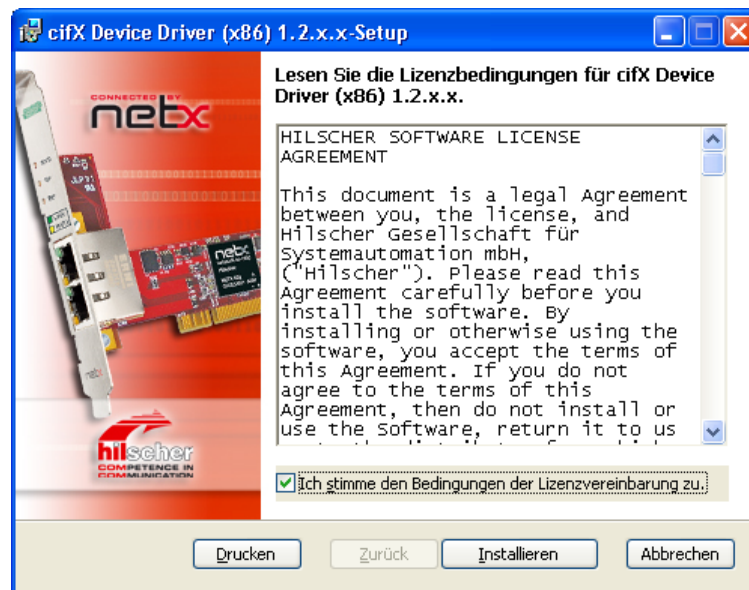 cifX Device Driver (x86) 1.2.x.x-Setup
CONNECTED BY
netx
netx
netx
hilscher
COMPETENCE IN
COMMUNICATION
Lesen Sie die Lizenzbedingungen für cifX Device
Driver (x86) 1.2.x.x.
HILSCHER SOFTWARE LICENSE
AGREEMENT
This document is a legal Agreement
between you, the license, and
Hilscher Gesellschaft für
Systemautomation mbH,
("Hilscher"). Please read this
Agreement carefully before you
install the software. By
installing or otherwise using the
software, you accept the terms of
this Agreement. If you do not
agree to the terms of this
Agreement, then do not install or
use the Software, return it to us
Ich stimme den Bedingungen der Lizenzvereinbarung zu.
Drucken
Zurück
Installieren
Abbrechen